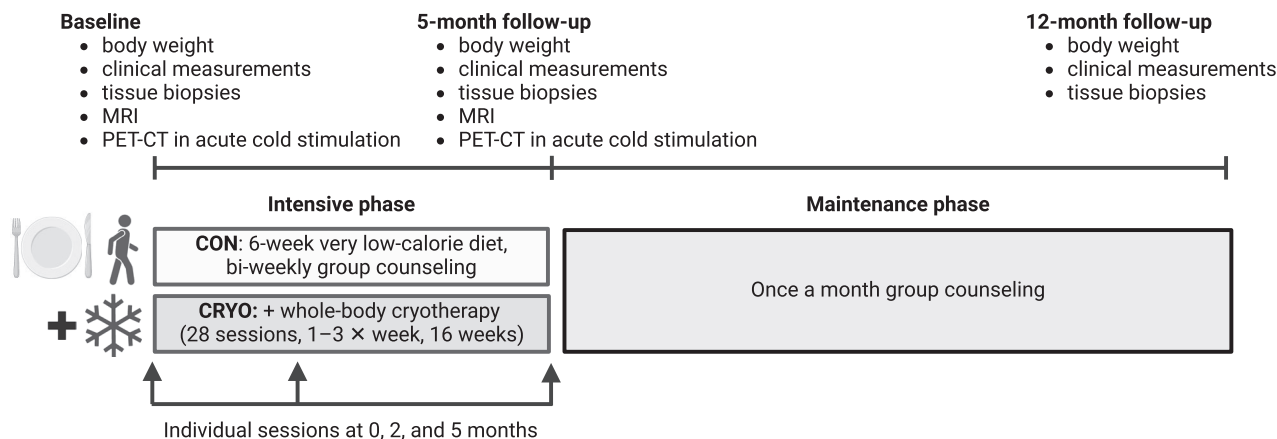 Baseline
• body weight
• clinical measurements
• tissue biopsies
• MRI
• PET-CT in acute cold stimulation
5-month follow-up
• body weight
• clinical measurements
• tissue biopsies
• MRI
• PET-CT in acute cold stimulation
12-month follow-up
• body weight
• clinical measurements
• tissue biopsies
Intensive phase
Maintenance phase
CON: 6-week very low-calorie diet,
bi-weekly group counseling
CRYO: + whole-body cryotherapy
(28 sessions, 1–3 × week, 16 weeks)
Once a month group counseling
Individual sessions at 0, 2, and 5 months